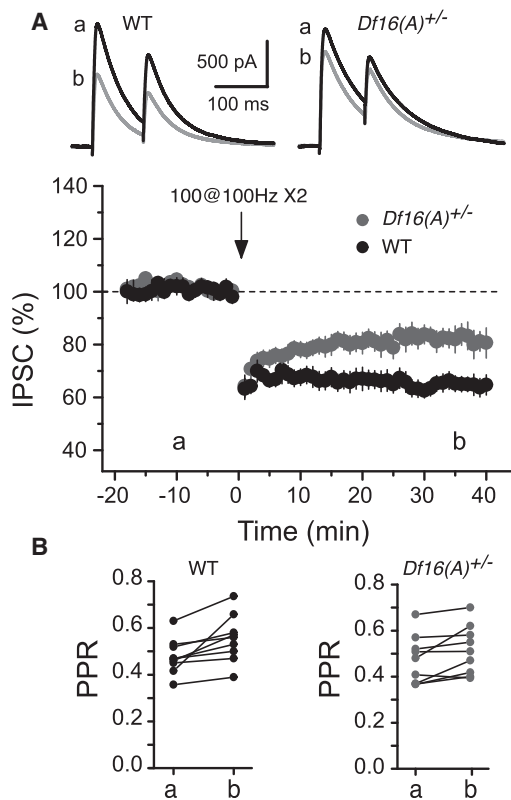 A
a WT
b
500 pA
100 ms
Df16(A)+/-
a
b
140
120
100
80
60
40
IPSC (%)
100@100Hz X2
Df16(A)+/-
WT
a b
-20 -10 0 10 20 30 40
Time (min)
B
WT
0.8
0.6
0.4
0.2
0.0
PPR
a b
Df16(A)+/-
0.8
0.6
0.4
0.2
0.0
PPR
a b